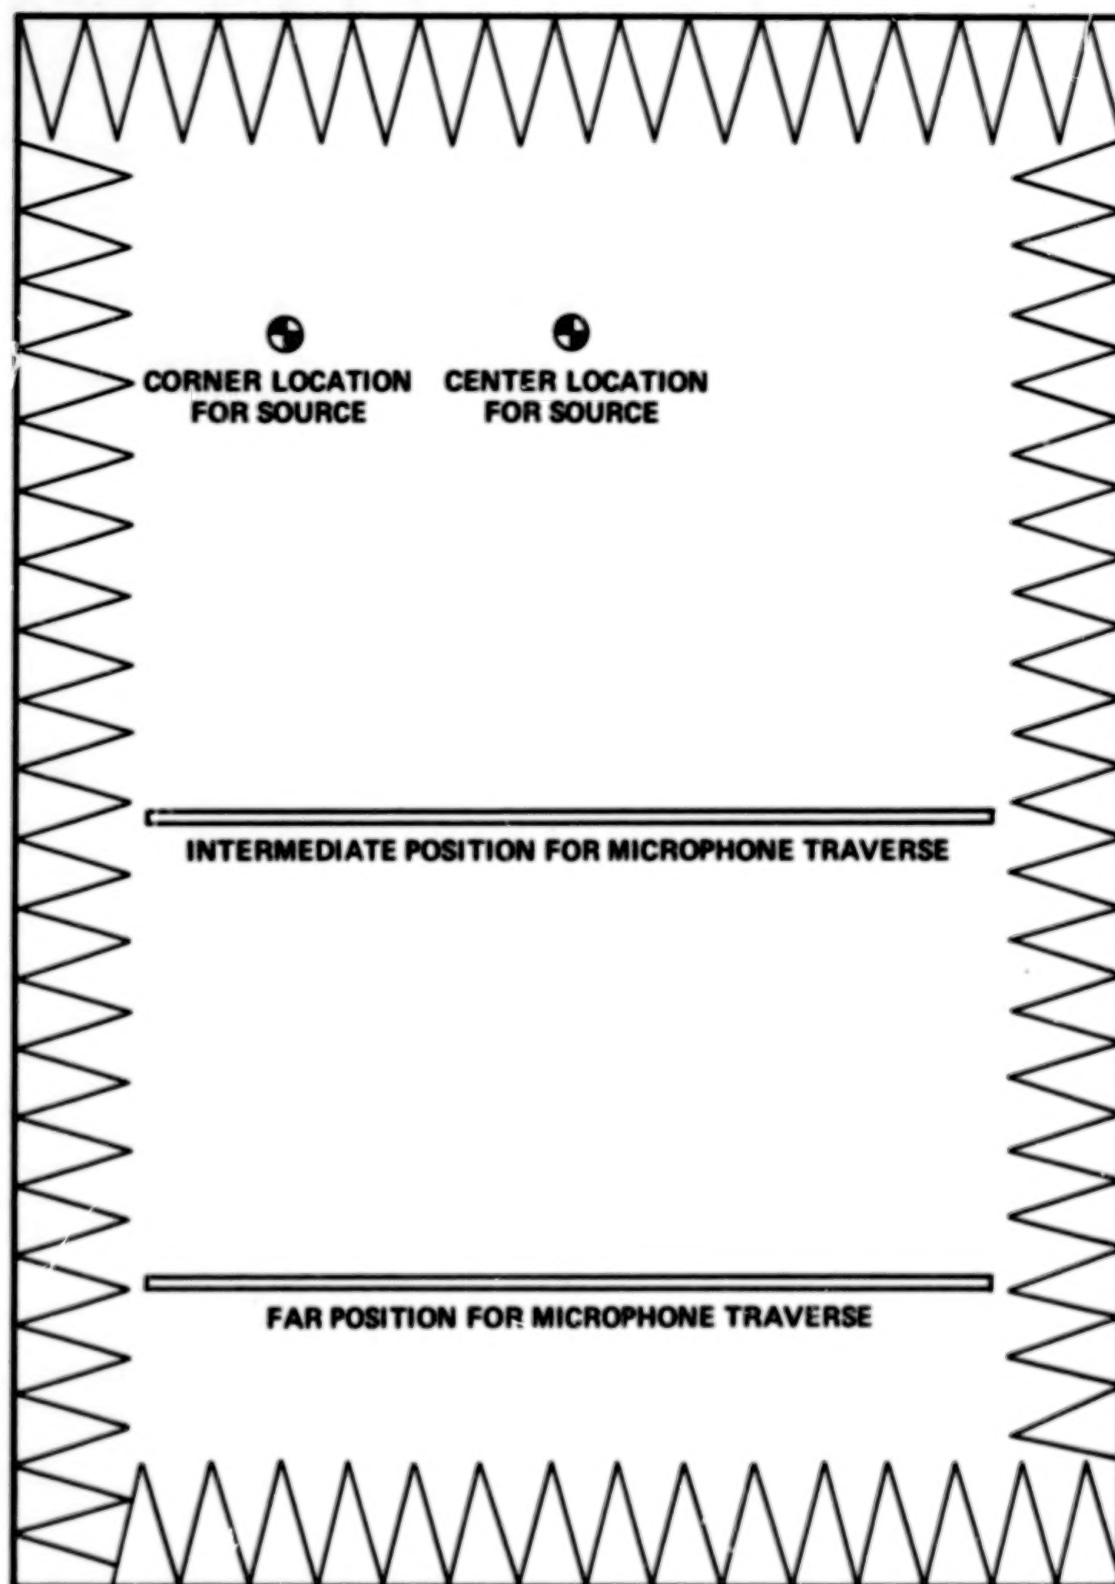 CORNER LOCATION
FOR SOURCE
CENTER LOCATION
FOR SOURCE
INTERMEDIATE POSITION FOR MICROPHONE TRAVERSE
FAR POSITION FOR MICROPHONE TRAVERSE